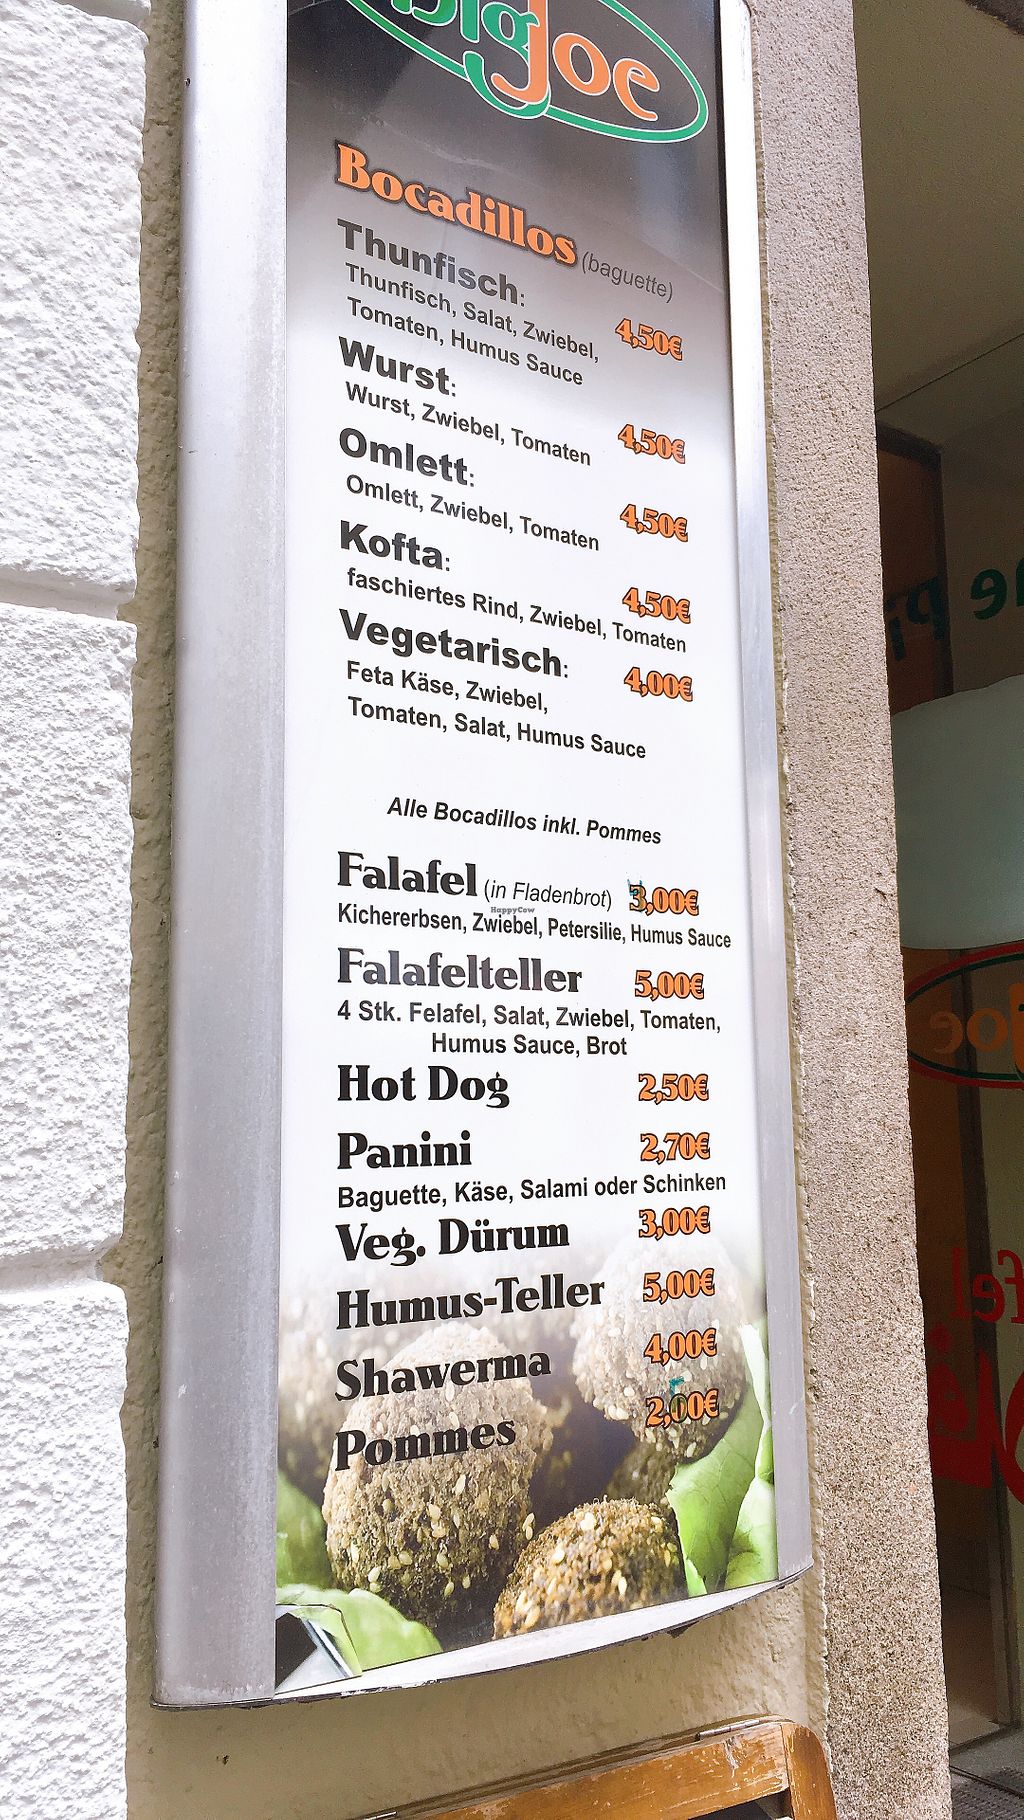 big Joe
Bocadillos (baguette)
Thunfisch:
Thunfisch, Salat, Zwiebel, 4,50€
Tomaten, Humus Sauce
Wurst:
Wurst, Zwiebel, Tomaten 4,50€
Omlett:
Omlett, Zwiebel, Tomaten 4,50€
Kofta:
faschiertes Rind, Zwiebel, Tomaten 4,50€
Vegetarisch: 4,00€
Feta Käse, Zwiebel,
Tomaten, Salat, Humus Sauce
Alle Bocadillos inkl. Pommes
Falafel (in Fladenbrot) 3,00€
HappyCow
Kichererbsen, Zwiebel, Petersilie, Humus Sauce
Falafelteller 5,00€
4 Stk. Felafel, Salat, Zwiebel, Tomaten,
Humus Sauce, Brot
Hot Dog 2,50€
Panini 2,70€
Baguette, Käse, Salami oder Schinken
Veg. Dürum 3,00€
Humus-Teller 5,00€
Shawerma 4,00€
Pommes 2,00€
Joe